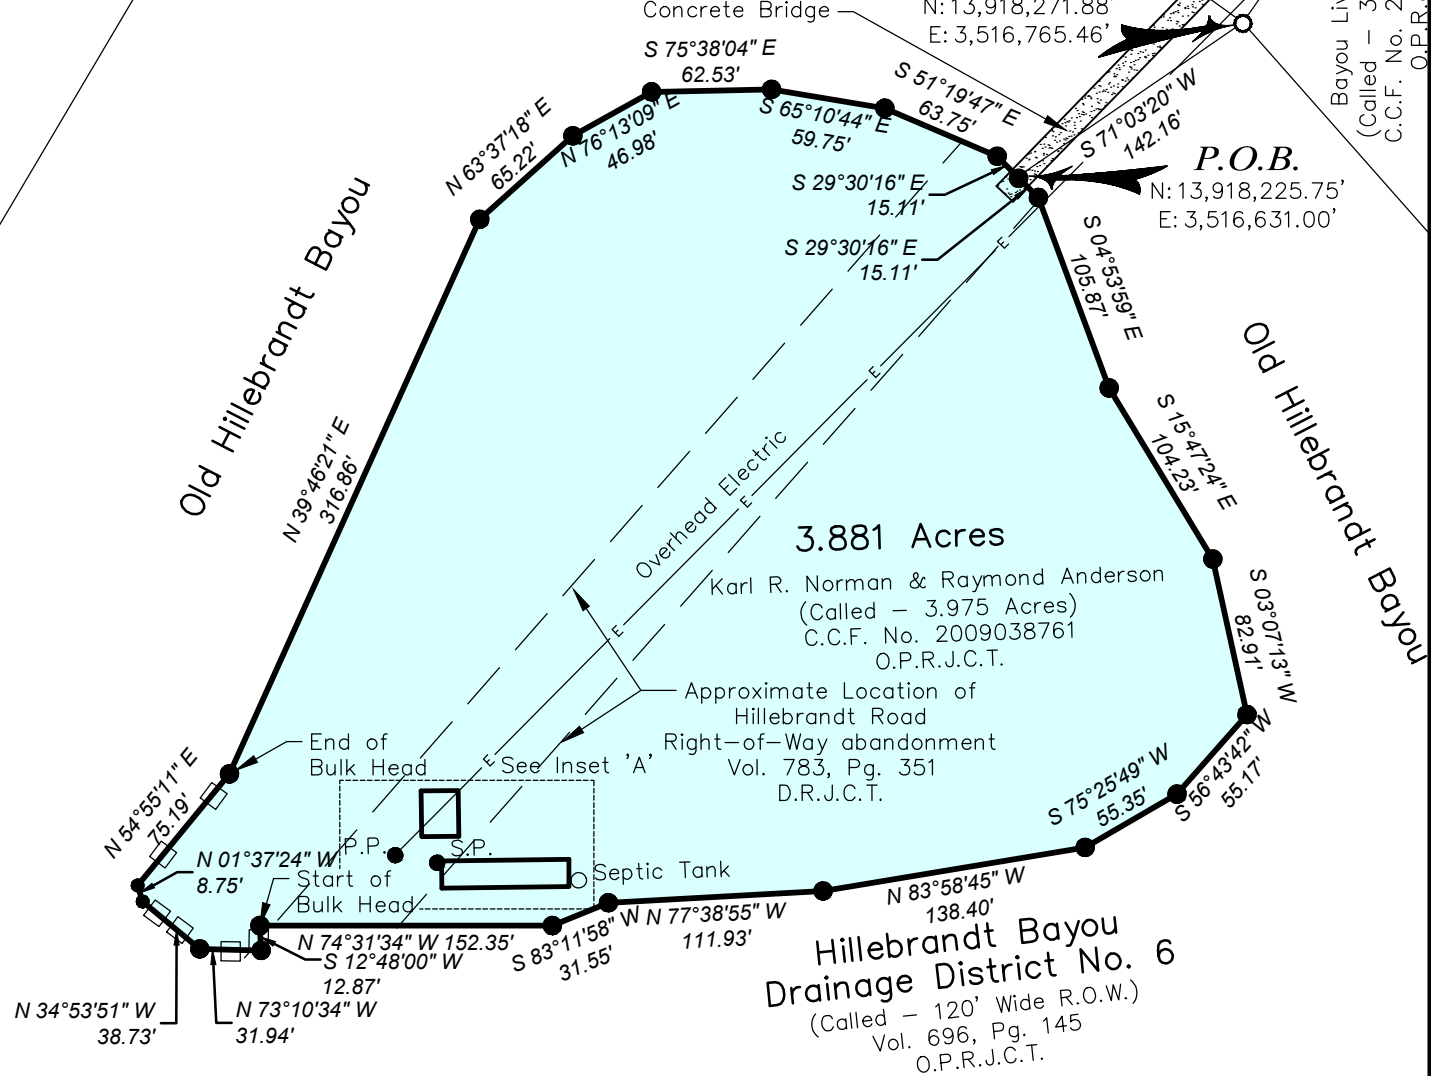 Concrete Bridge
N: 13,918,271.88'
E: 3,516,765.46'
Bayou Liv
(Called – 3
C.C.F. No. 2
O.P.R.J
S 75°38'04" E
62.53'
S 51°19'47" E
63.75'
S 65°10'44" E
59.75'
N 76°13'09" E
46.98'
N 63°37'18" E
65.22'
S 71°03'20" W
142.16'
P.O.B.
N: 13,918,225.75'
E: 3,516,631.00'
S 29°30'16" E
15.11'
S 29°30'16" E
15.11'
S 04°53'59" E
105.87'
Old Hillebrandt Bayou
Old Hillebrandt Bayou
N 39°46'21" E
316.86'
S 15°47'24" E
104.23'
E
E
E
E
E
Overhead Electric
3.881 Acres
Karl R. Norman & Raymond Anderson
(Called – 3.975 Acres)
C.C.F. No. 2009038761
O.P.R.J.C.T.
S 03°07'13" W
82.91'
Approximate Location of
Hillebrandt Road
Right–of–Way abandonment
Vol. 783, Pg. 351
D.R.J.C.T.
End of
Bulk Head
See Inset 'A'
S 56°43'42" W
55.17'
S 75°25'49" W
55.35'
N 54°55'11" E
75.19'
P.P.
S.P.
Septic Tank
N 01°37'24" W
8.75'
Start of
Bulk Head
N 83°58'45" W
138.40'
N 77°38'55" W
111.93'
S 83°11'58" W
31.55'
N 74°31'34" W 152.35'
S 12°48'00" W
12.87'
N 34°53'51" W
38.73'
N 73°10'34" W
31.94'
Hillebrandt Bayou
Drainage District No. 6
(Called – 120' Wide R.O.W.)
Vol. 696, Pg. 145
O.P.R.J.C.T.